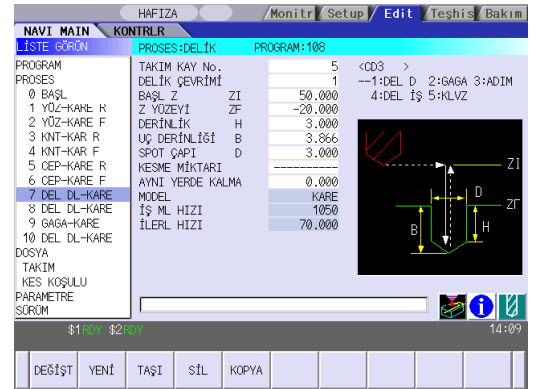 HAFIZA Monitr Setup Edit Teşhis Bakım
NAVI MAIN KONTRLR
LİSTE GÖRÜN PROSES:DELİK PROGRAM:108
PROGRAM
PROSES
0 BAŞL
1 YÜZ-KARE R
2 YÜZ-KARE F
3 KNT-KAR R
4 KNT-KAR F
5 CEP-KARE R
6 CEP-KARE F
7 DEL DL-KARE
8 DEL DL-KARE
9 GAGA-KARE
10 DEL DL-KARE
DOSYA
TAKIM
KES KOŞULU
PARAMETRE
SÜRÜM
TAKIM KAY No. 5
DELİK ÇEVRİMİ 1
BAŞL Z ZI 50.000
Z YÜZEYİ ZF -20.000
DERİNLİK H 3.000
UÇ DERİNLİĞİ B 3.866
SPOT ÇAPI D 3.000
KESME MİKTARI ----------
AYNI YERDE KALMA 0.000
MODEL KARE
İŞ ML HIZI 1050
İLERL HIZI 70.000
<CD3 >
--1:DEL D 2:GAGA 3:ADIM
4:DEL İŞ 5:KLVZ
ZI
D
ZF
B
H
$1 RDY $2 RDY 14:09
DEĞİŞT YENİ TAŞI SİL KOPYA